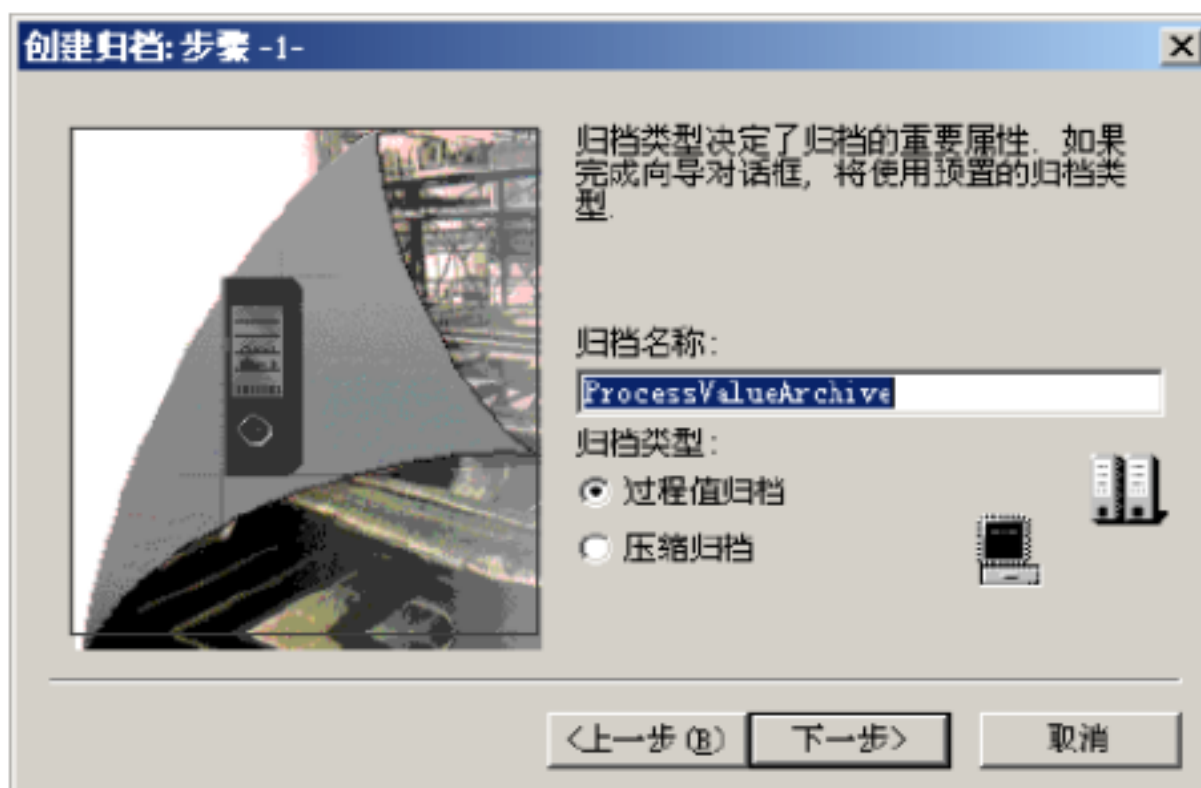 创建归档: 步骤 -1-
归档类型决定了归档的重要属性. 如果
完成向导对话框, 将使用预置的归档类
型.
归档名称:
ProcessValueArchive
归档类型:
过程值归档
压缩归档
<上一步(B)
下一步>
取消